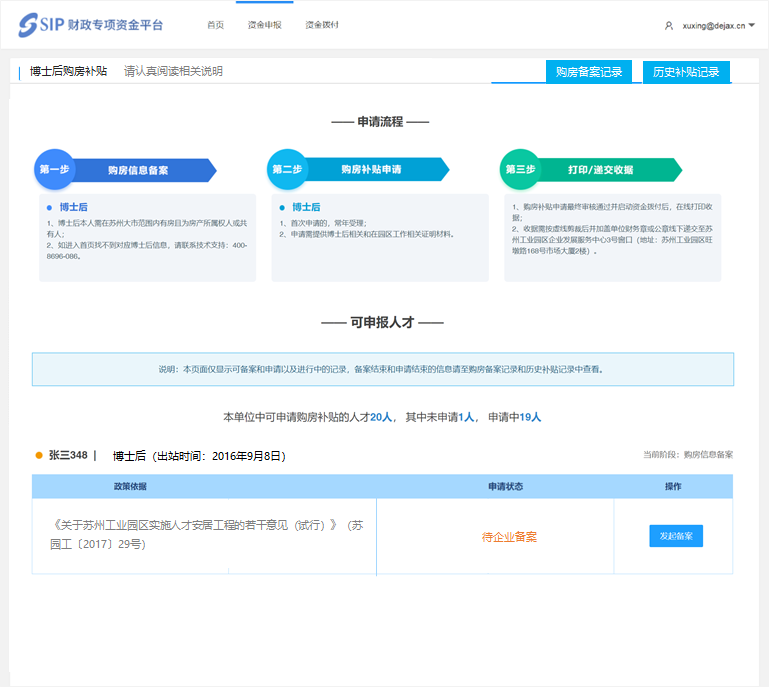 SIP 财政专项资金平台
首页 资金申报 资金拨付
xuxing@dejax.cn
博士后购房补贴 请认真阅读相关说明
购房备案记录 历史补贴记录
申请流程
第一步 购房信息备案
博士后
1、博士后本人需在苏州大市范围内有房且为房产所属权人或共
有人；
2、如进入首页找不到对应博士后信息，请联系技术支持：400-
8696-086。
第二步 购房补贴申请
博士后
1、首次申请的，常年受理；
2、申请需提供博士后相关和在园区工作相关证明材料。
第三步 打印/递交收据
1、购房补贴申请最终审核通过并启动资金拨付后，在线打印收
据；
2、收据需按虚线剪裁后并加盖单位财务章或公章线下递交至苏
州工业园区企业发展服务中心3号窗口（地址：苏州工业园区旺
墩路168号市场大厦2楼）。
可申报人才
说明：本页面仅显示可备案和申请以及进行中的记录，备案结束和申请结束的信息请至购房备案记录和历史补贴记录中查看。
本单位中可申请购房补贴的人才20人， 其中未申请1人， 申请中19人
张三348 | 博士后（出站时间：2016年9月8日）
当前阶段：购房信息备案
政策依据 申请状态 操作
《关于苏州工业园区实施人才安居工程的若干意见（试行）》（苏
园工〔2017〕29号）
待企业备案
发起备案